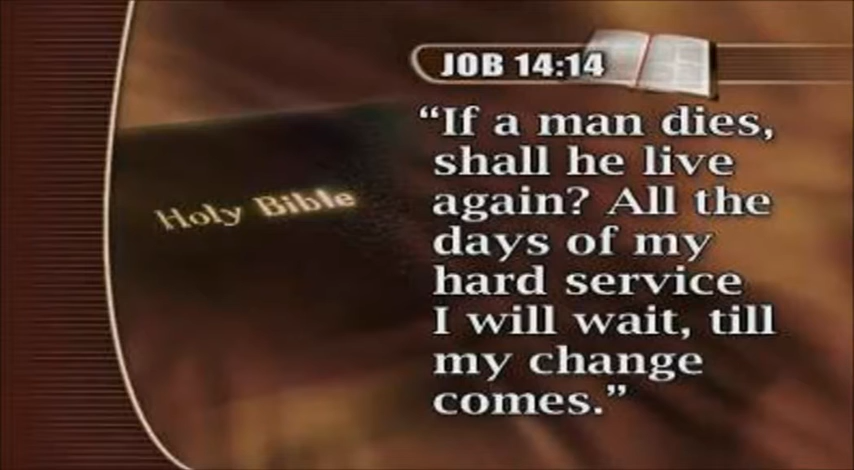 JOB 14:14
Holy Bible
“If a man dies,
shall he live
again? All the
days of my
hard service
I will wait, till
my change
comes.”